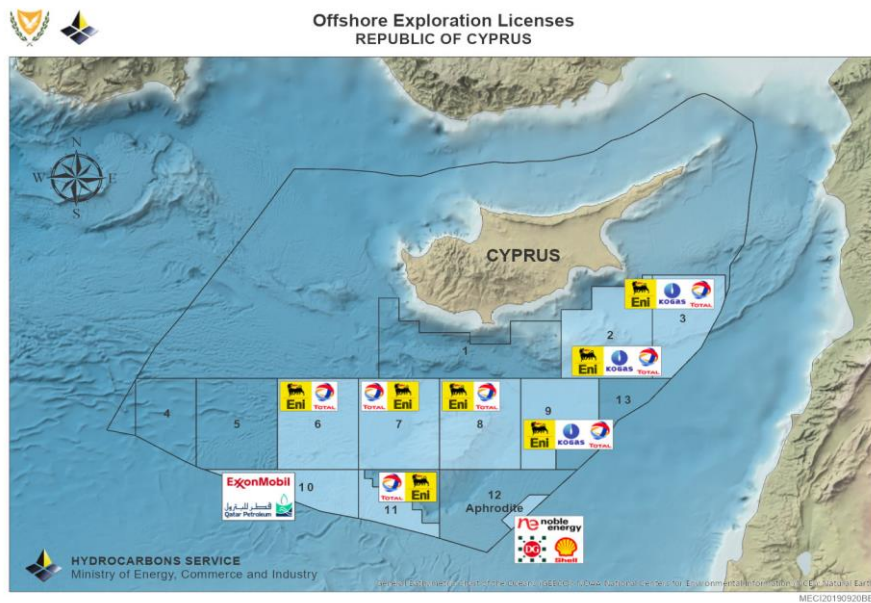 Offshore Exploration Licenses
REPUBLIC OF CYPRUS
N
W E
S
CYPRUS
Eni KOGAS TOTAL
3
2
1
Eni KOGAS TOTAL
Eni TOTAL
TOTAL Eni
Eni TOTAL
9
13
4
5
6
7
8
Eni KOGAS TOTAL
ExxonMobil
قطر للبترول
Qatar Petroleum
10
TOTAL Eni
11
12
Aphrodite
ne noble energy
DG Shell
HYDROCARBONS SERVICE
Ministry of Energy, Commerce and Industry
MECI20190920BE